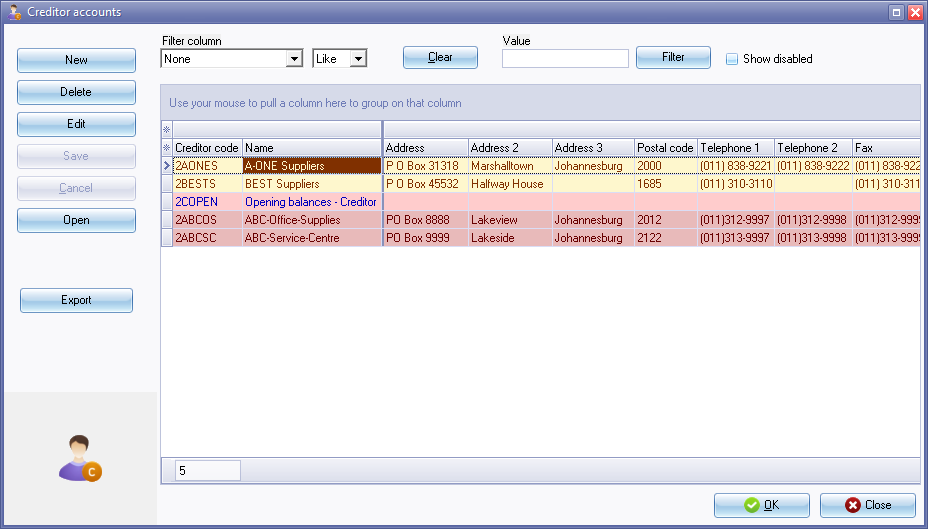 Creditor accounts
New
Delete
Edit
Save
Cancel
Open
Export
Filter column
None
Like
Clear
Value
Filter
Show disabled
Use your mouse to pull a column here to group on that column
Creditor code Name Address Address 2 Address 3 Postal code Telephone 1 Telephone 2 Fax
2AONES A-ONE Suppliers P O Box 31318 Marshalltown Johannesburg 2000 (011) 838-9221 (011) 838-9222 (011) 838-922
2BESTS BEST Suppliers P O Box 45532 Halfway House 1685 (011) 310-3110 (011) 310-311
2COPEN Opening balances - Creditor
2ABCOS ABC-Office-Supplies PO Box 8888 Lakeview Johannesburg 2012 (011)312-9997 (011)312-9998 (011)312-999
2ABCSC ABC-Service-Centre PO Box 9999 Lakeside Johannesburg 2122 (011)313-9997 (011)313-9998 (011)313-999
5
C
OK
Close